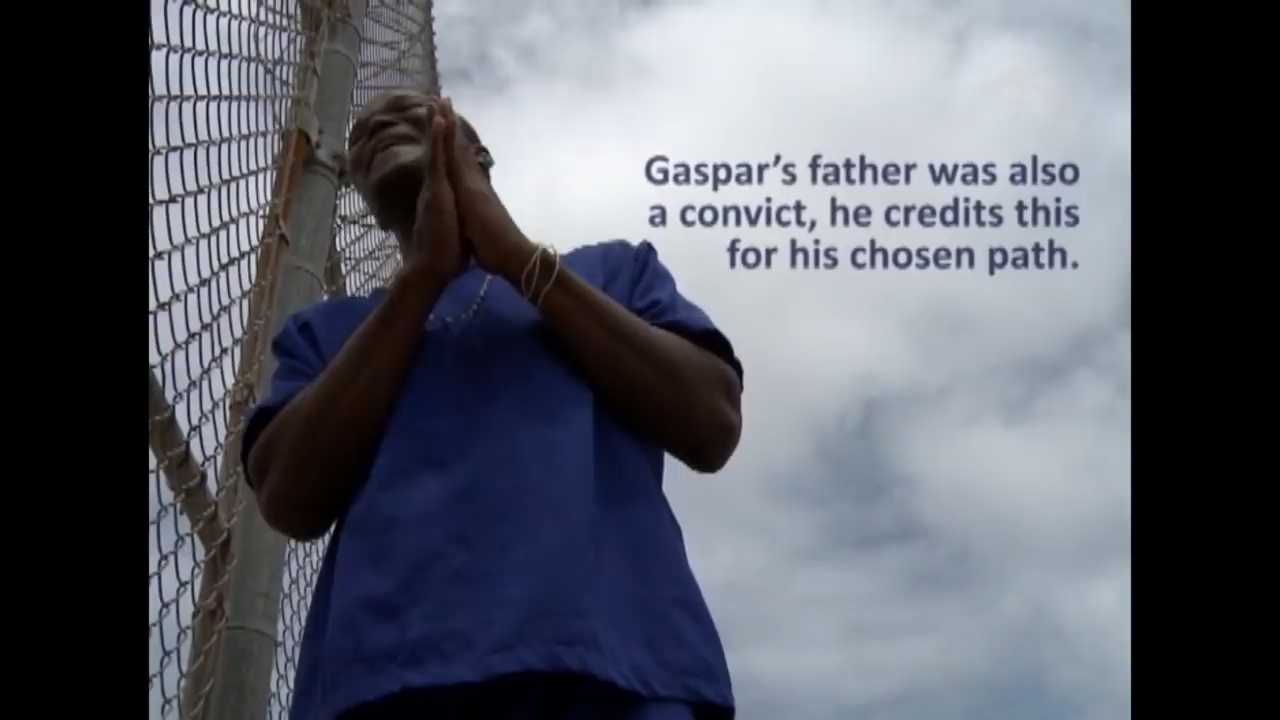 Gaspar's father was also
a convict, he credits this
for his chosen path.